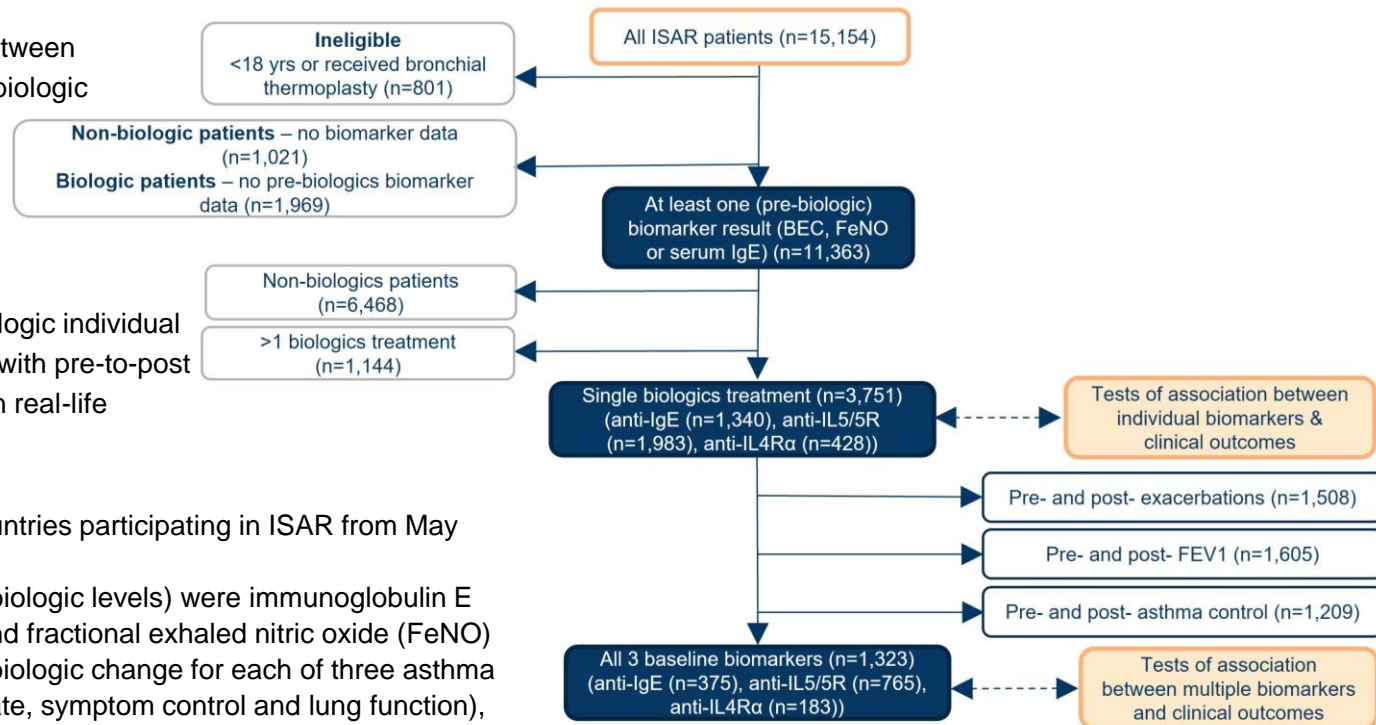 etween
biologic
logic individual
with pre-to-post
n real-life
untries participating in ISAR from May
biologic levels) were immunoglobulin E
nd fractional exhaled nitric oxide (FeNO)
biologic change for each of three asthma
ate, symptom control and lung function),
All ISAR patients (n=15,154)
Ineligible
<18 yrs or received bronchial
thermoplasty (n=801)
Non-biologic patients – no biomarker data
(n=1,021)
Biologic patients – no pre-biologics biomarker
data (n=1,969)
At least one (pre-biologic)
biomarker result (BEC, FeNO
or serum IgE) (n=11,363)
Non-biologics patients
(n=6,468)
>1 biologics treatment
(n=1,144)
Single biologics treatment (n=3,751)
(anti-IgE (n=1,340), anti-IL5/5R
(n=1,983), anti-IL4Rα (n=428))
Tests of association between
individual biomarkers &
clinical outcomes
Pre- and post- exacerbations (n=1,508)
Pre- and post- FEV1 (n=1,605)
Pre- and post- asthma control (n=1,209)
All 3 baseline biomarkers (n=1,323)
(anti-IgE (n=375), anti-IL5/5R (n=765),
anti-IL4Rα (n=183))
Tests of association
between multiple biomarkers
and clinical outcomes